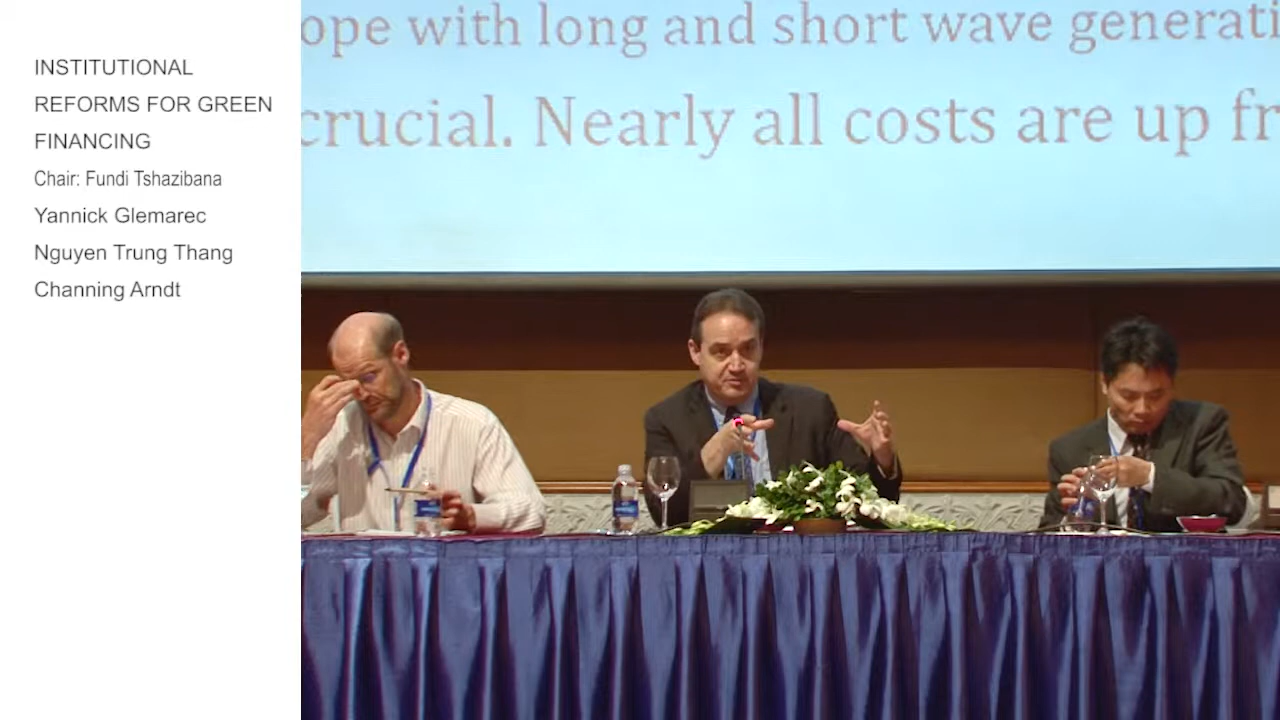 INSTITUTIONAL
REFORMS FOR GREEN
FINANCING
Chair: Fundi Tshazibana
Yannick Glemarec
Nguyen Trung Thang
Channing Arndt
ope with long and short wave generati
crucial. Nearly all costs are up fr